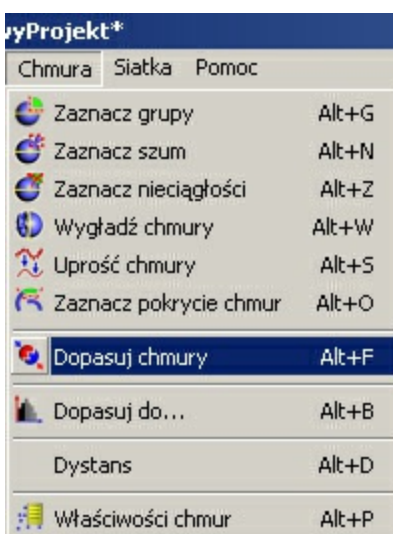 vyProjekt*
Chmura Siatka Pomoc
Zaznacz grupy Alt+G
Zaznacz szum Alt+N
Zaznacz nieciągłości Alt+Z
Wygładź chmury Alt+W
Uprość chmury Alt+S
Zaznacz pokrycie chmur Alt+O
Dopasuj chmury Alt+F
Dopasuj do... Alt+B
Dystans Alt+D
Właściwości chmur Alt+P